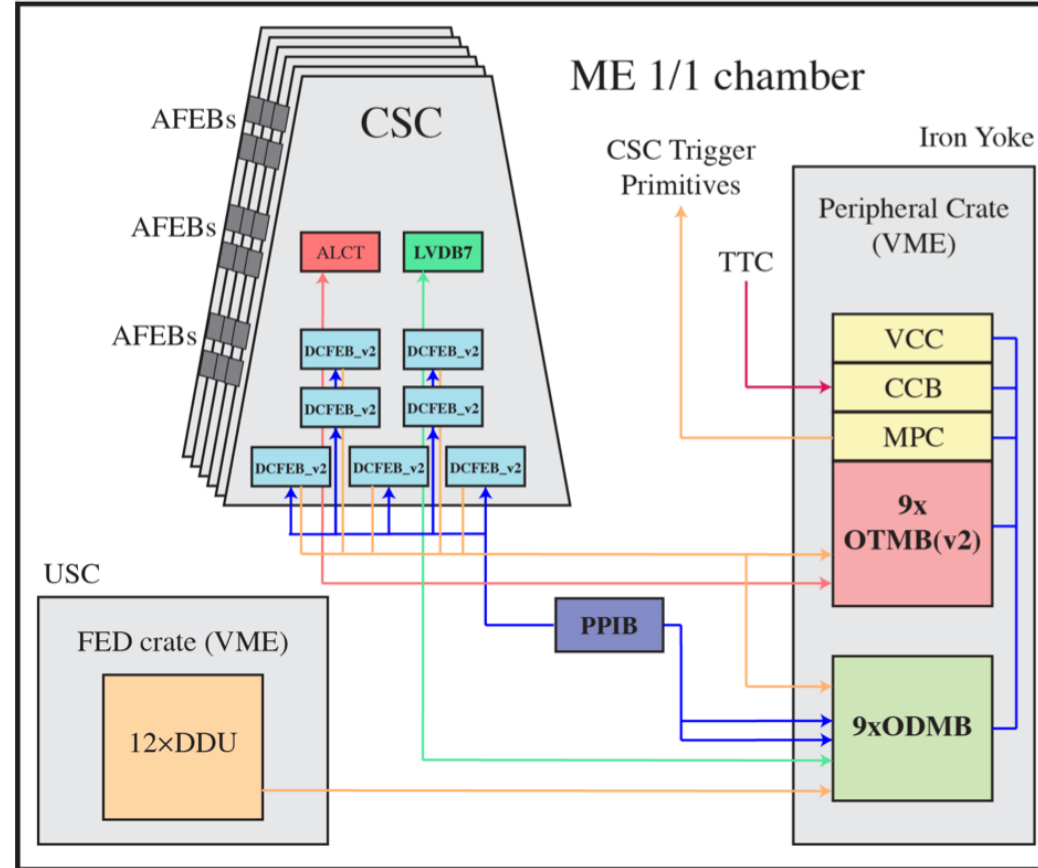 ME 1/1 chamber
CSC
AFEBs
AFEBs
AFEBs
ALCT
LVDB7
DCFEB_v2
DCFEB_v2
DCFEB_v2
DCFEB_v2
DCFEB_v2
DCFEB_v2
DCFEB_v2
CSC Trigger
Primitives
TTC
Iron Yoke
Peripheral Crate
(VME)
VCC
CCB
MPC
9x
OTMB(v2)
9xODMB
PPIB
USC
FED crate (VME)
12×DDU